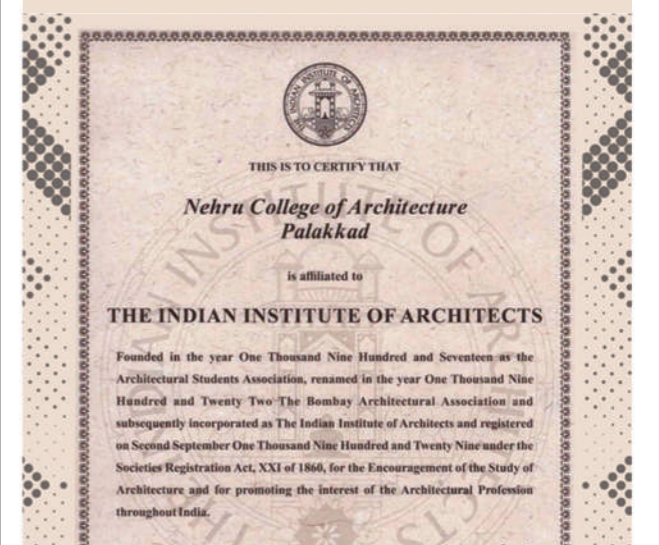 THE INDIAN INSTITUTE OF ARCHITECTS
THIS IS TO CERTIFY THAT
Nehru College of Architecture
Palakkad
is affiliated to
THE INDIAN INSTITUTE OF ARCHITECTS
Founded in the year One Thousand Nine Hundred and Seventeen as the
Architectural Students Association, renamed in the year One Thousand Nine
Hundred and Twenty Two The Bombay Architectural Association and
subsequently incorporated as The Indian Institute of Architects and registered
on Second September One Thousand Nine Hundred and Twenty Nine under the
Societies Registration Act, XXI of 1860, for the Encouragement of the Study of
Architecture and for promoting the interest of the Architectural Profession
throughout India.